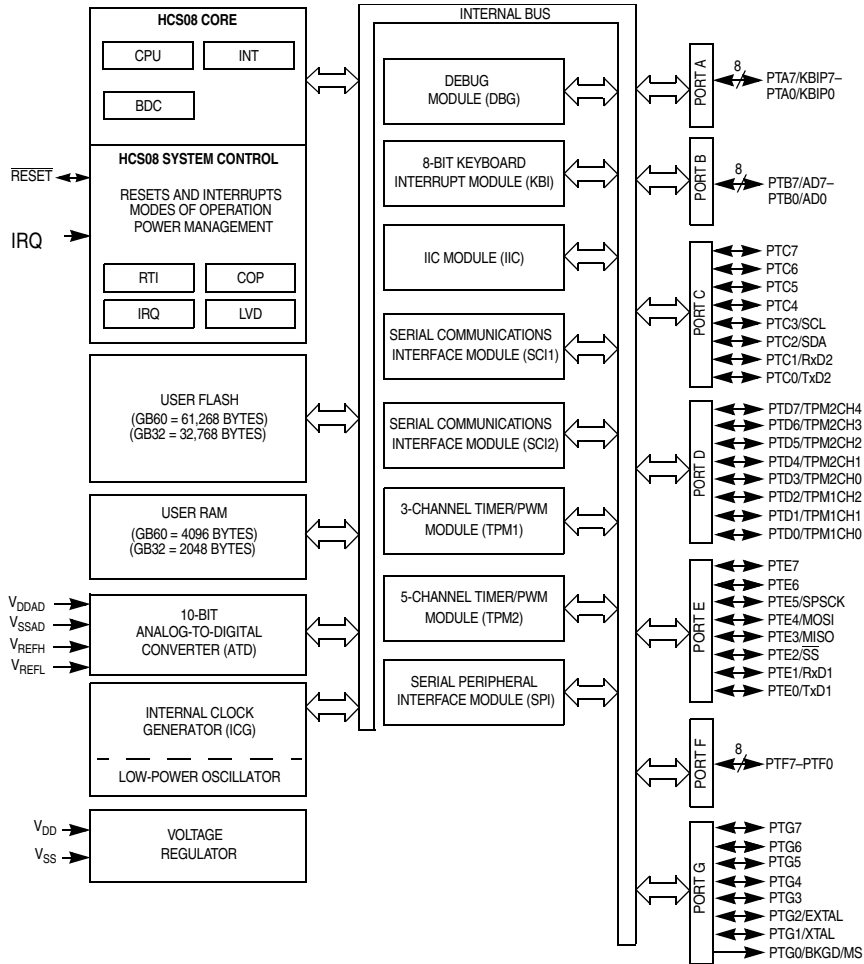 HCS08 CORE
CPU
INT
BDC
HCS08 SYSTEM CONTROL
RESET
RESETS AND INTERRUPTS
MODES OF OPERATION
POWER MANAGEMENT
IRQ
RTI
COP
IRQ
LVD
USER FLASH
(GB60 = 61,268 BYTES)
(GB32 = 32,768 BYTES)
USER RAM
(GB60 = 4096 BYTES)
(GB32 = 2048 BYTES)
VDDAD
VSSAD
VREFH
VREFL
10-BIT
ANALOG-TO-DIGITAL
CONVERTER (ATD)
INTERNAL CLOCK
GENERATOR (ICG)
LOW-POWER OSCILLATOR
VDD
VSS
VOLTAGE
REGULATOR
INTERNAL BUS
DEBUG
MODULE (DBG)
8-BIT KEYBOARD
INTERRUPT MODULE (KBI)
IIC MODULE (IIC)
SERIAL COMMUNICATIONS
INTERFACE MODULE (SCI1)
SERIAL COMMUNICATIONS
INTERFACE MODULE (SCI2)
3-CHANNEL TIMER/PWM
MODULE (TPM1)
5-CHANNEL TIMER/PWM
MODULE (TPM2)
SERIAL PERIPHERAL
INTERFACE MODULE (SPI)
PORT A
8
PTA7/KBIP7–
PTA0/KBIP0
PORT B
8
PTB7/AD7–
PTB0/AD0
PORT C
PTC7
PTC6
PTC5
PTC4
PTC3/SCL
PTC2/SDA
PTC1/RxD2
PTC0/TxD2
PORT D
PTD7/TPM2CH4
PTD6/TPM2CH3
PTD5/TPM2CH2
PTD4/TPM2CH1
PTD3/TPM2CH0
PTD2/TPM1CH2
PTD1/TPM1CH1
PTD0/TPM1CH0
PORT E
PTE7
PTE6
PTE5/SPSCK
PTE4/MOSI
PTE3/MISO
PTE2/SS
PTE1/RxD1
PTE0/TxD1
PORT F
8
PTF7–PTF0
PORT G
PTG7
PTG6
PTG5
PTG4
PTG3
PTG2/EXTAL
PTG1/XTAL
PTG0/BKGD/MS